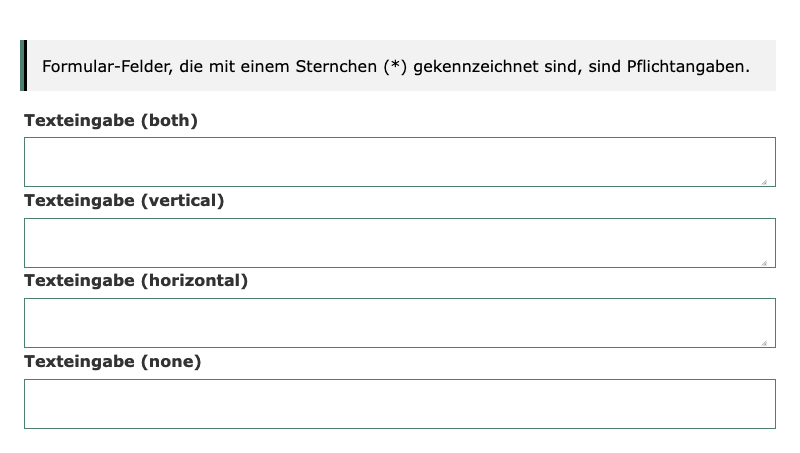 Formular-Felder, die mit einem Sternchen (*) gekennzeichnet sind, sind Pflichtangaben.
Texteingabe (both)
Texteingabe (vertical)
Texteingabe (horizontal)
Texteingabe (none)